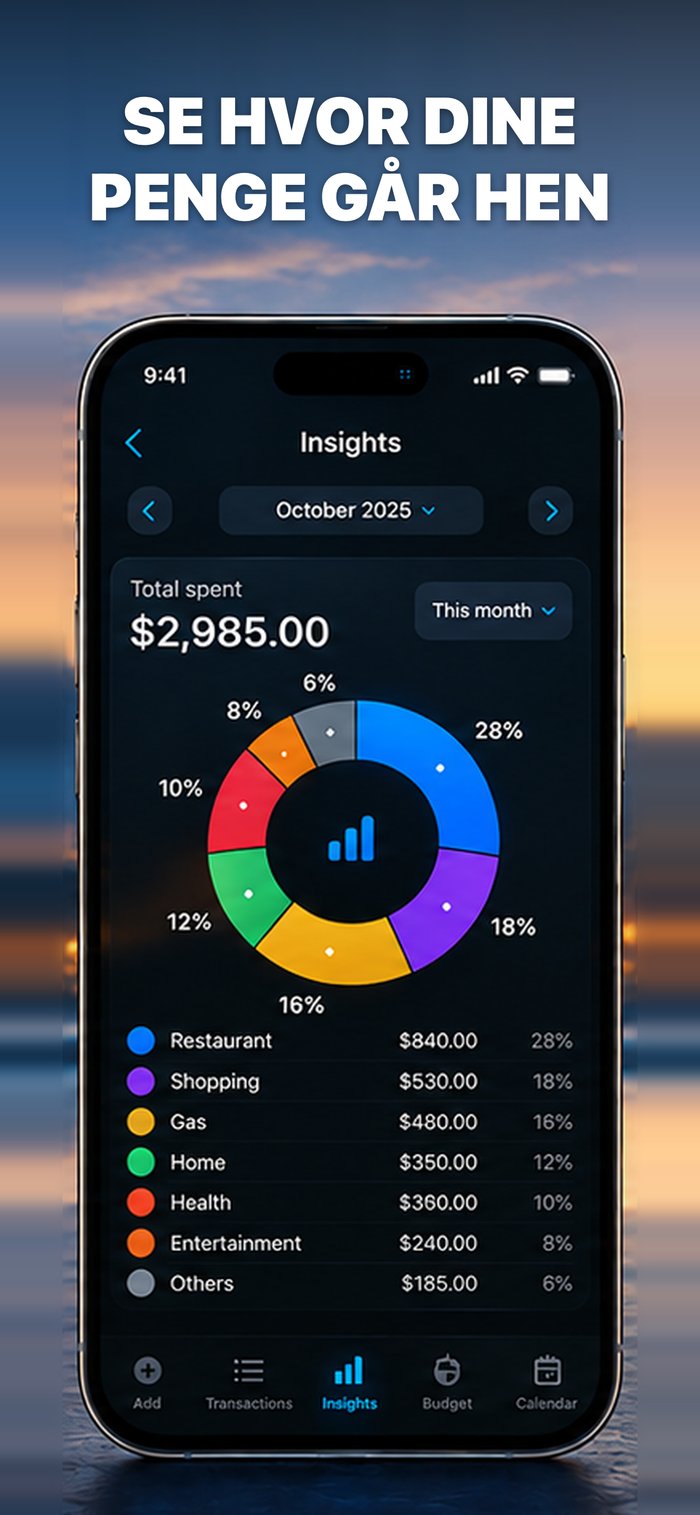 SE HVOR DINE
PENGE GÅR HEN
9:41
Insights
October 2025
Total spent
$2,985.00
This month
6%
8%
28%
10%
12%
18%
16%
Restaurant $840.00 28%
Shopping $530.00 18%
Gas $480.00 16%
Home $350.00 12%
Health $360.00 10%
Entertainment $240.00 8%
Others $185.00 6%
Add Transactions Insights Budget Calendar